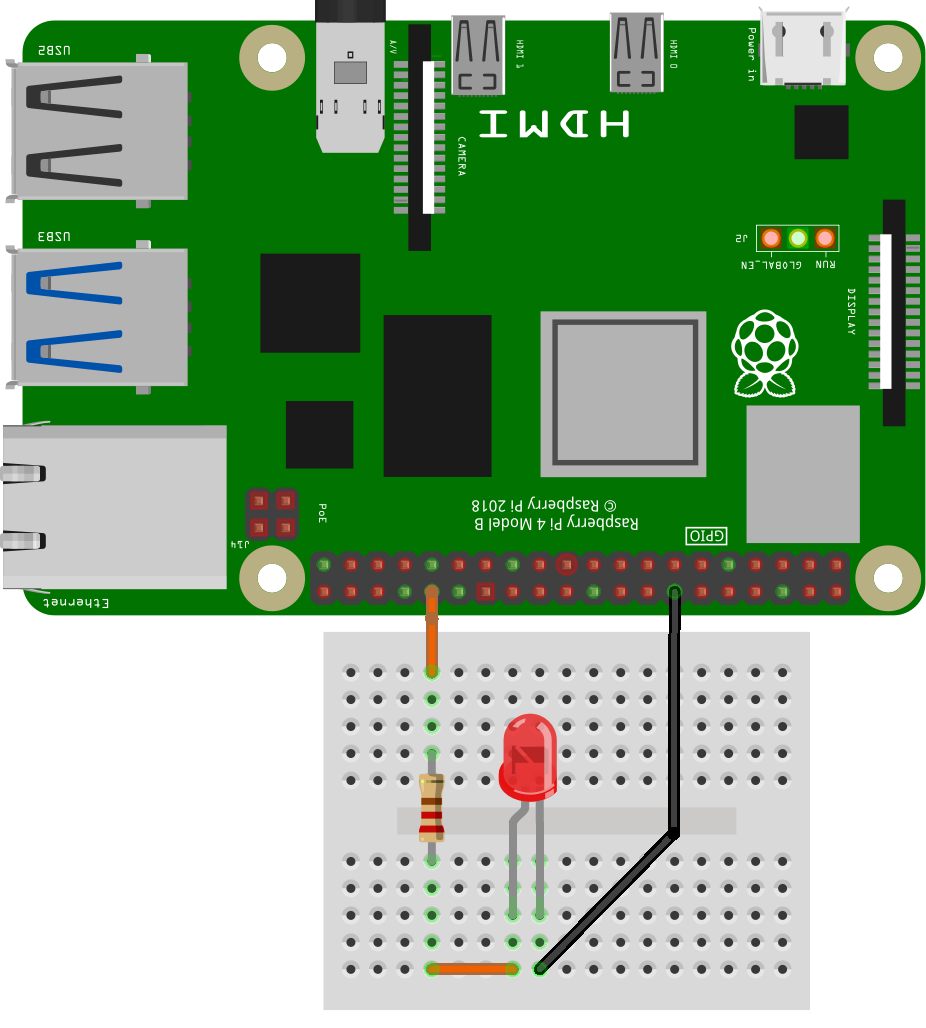 USB2
A/V
HDMI 1
HDMI 0
Power in
HDMI
CAMERA
USB3
J2
GLOBAL_EN
RUN
DISPLAY
PoE
J14
Raspberry Pi 4 Model B
© Raspberry Pi 2018
GPIO
Ethernet